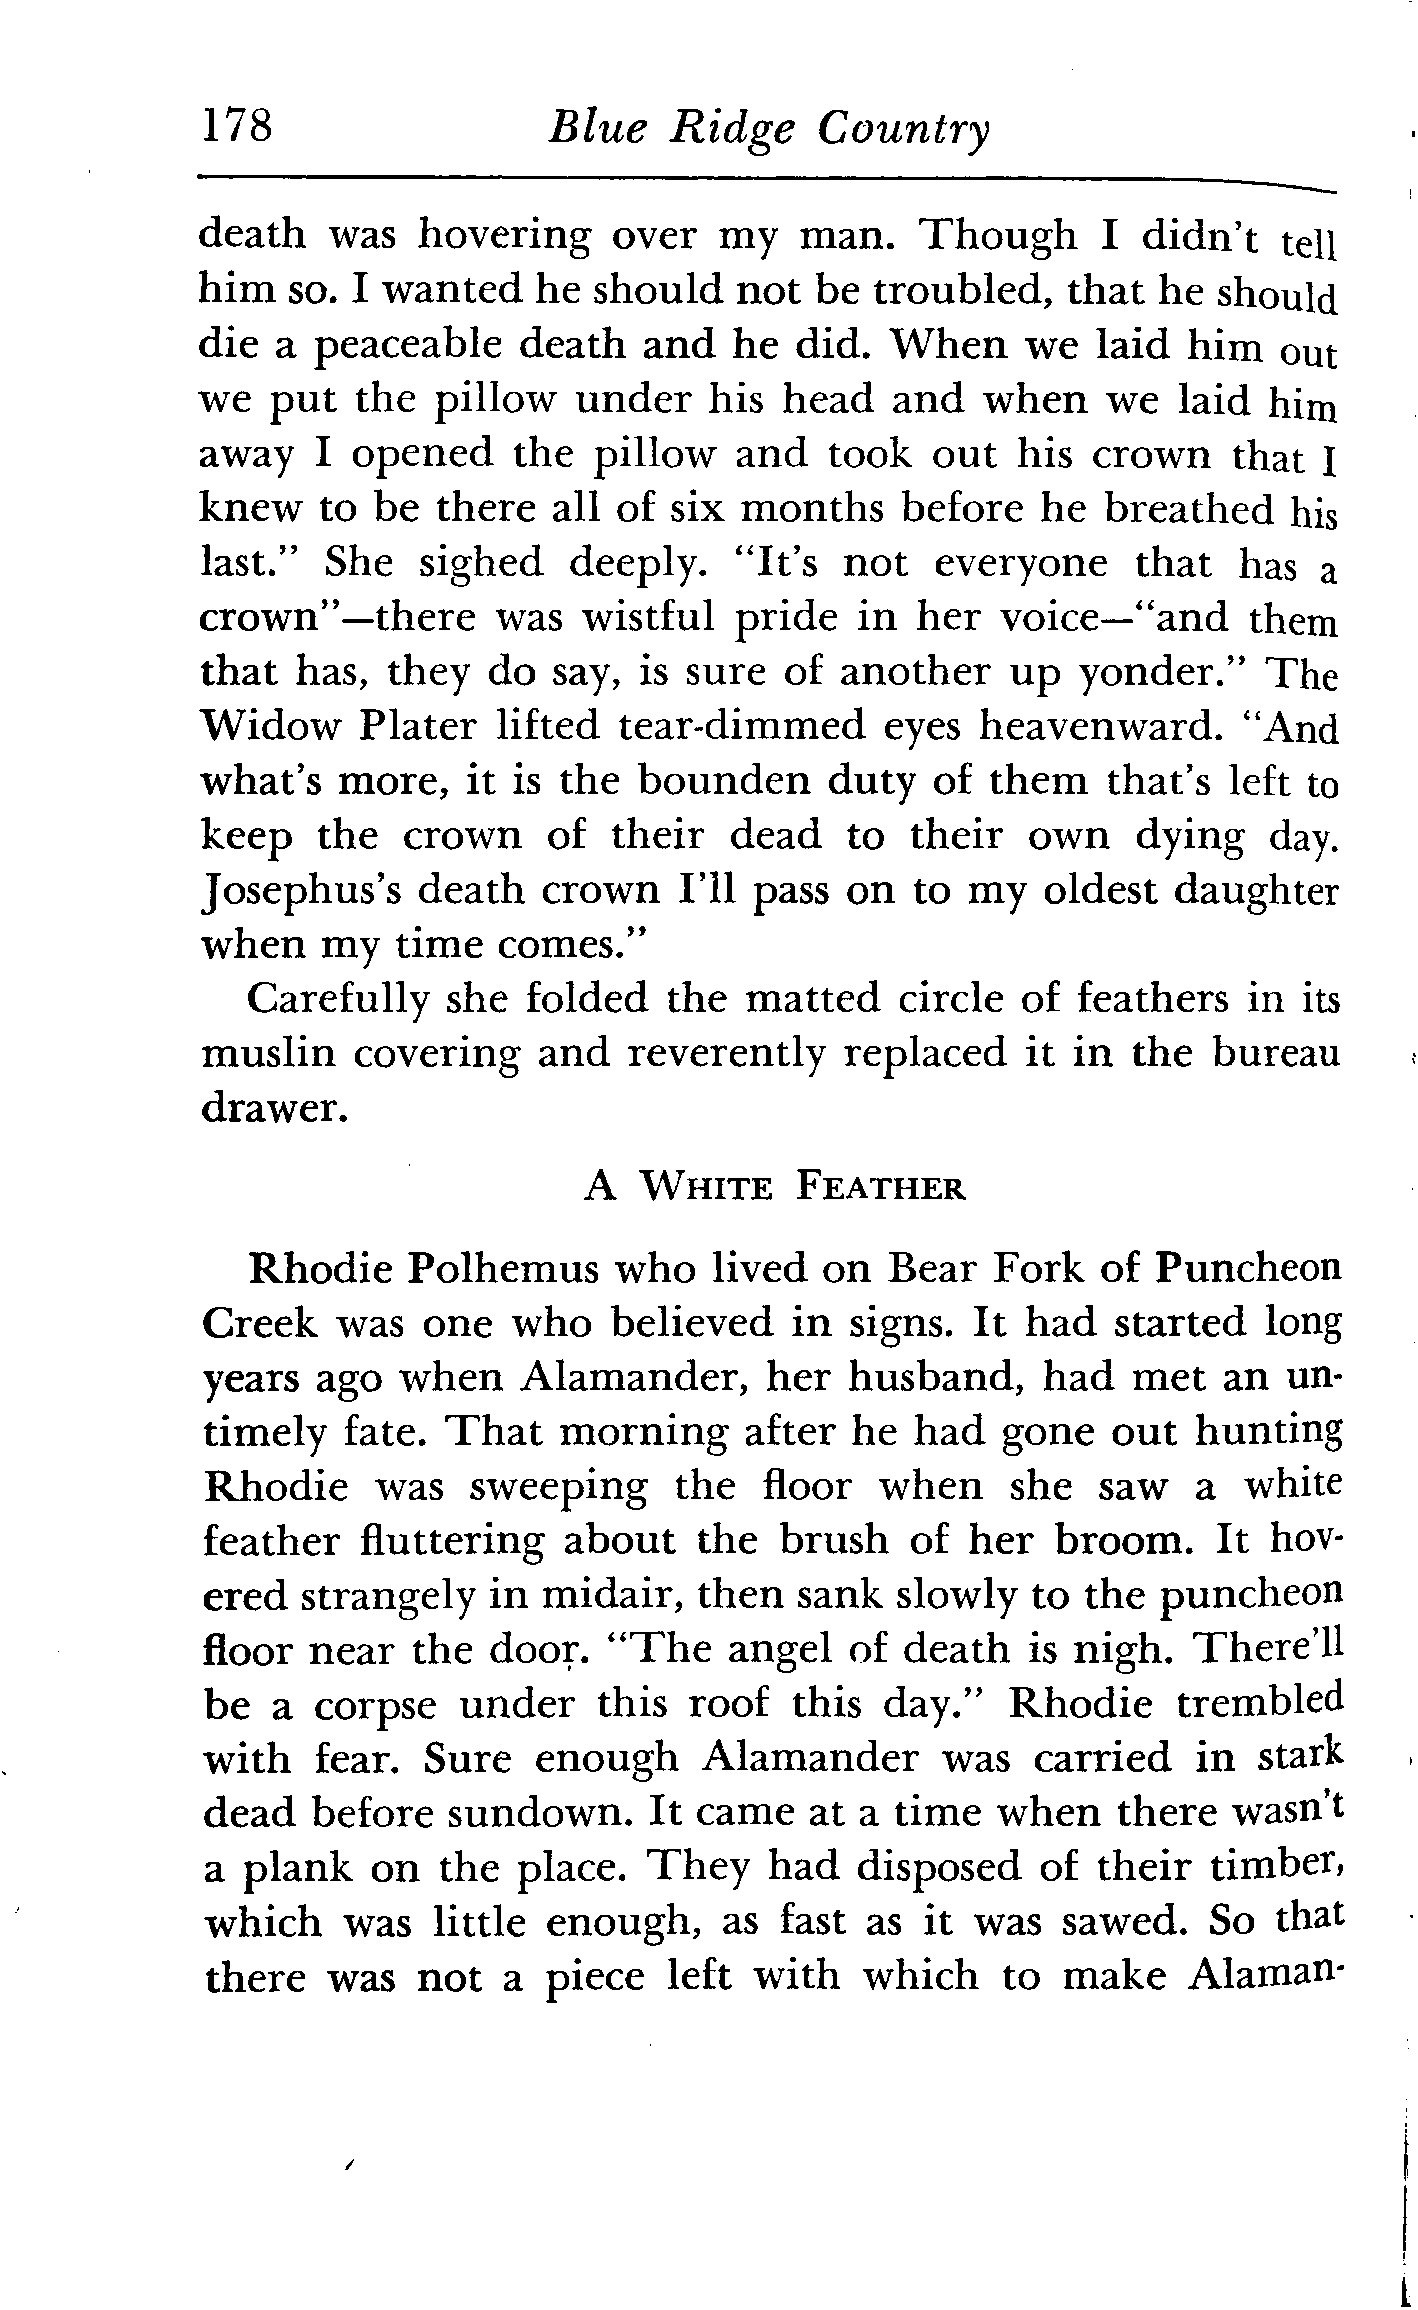 178 Blue Ridge Country
death was hovering over my man. Though I didn't tell
him so. I wanted he should not be troubled, that he should
die a peaceable death and he did. When we laid him out
we put the pillow under his head and when we laid him
away I opened the pillow and took out his crown that I
knew to be there all of six months before he breathed his
last." She sighed deeply. "It's not everyone that has a
crown"—there was wistful pride in her voice—"and them
that has, they do say, is sure of another up yonder." The
Widow Plater lifted tear-dimmed eyes heavenward. "And
what's more, it is the bounden duty of them that's left to
keep the crown of their dead to their own dying day.
Josephus's death crown I'll pass on to my oldest daughter
when my time comes."
Carefully she folded the matted circle of feathers in its
muslin covering and reverently replaced it in the bureau
drawer.
A WHITE FEATHER
Rhodie Polhemus who lived on Bear Fork of Puncheon
Creek was one who believed in signs. It had started long
years ago when Alamander, her husband, had met an un-
timely fate. That morning after he had gone out hunting
Rhodie was sweeping the floor when she saw a white
feather fluttering about the brush of her broom. It hov-
ered strangely in midair, then sank slowly to the puncheon
floor near the door. "The angel of death is nigh. There'll
be a corpse under this roof this day." Rhodie trembled
with fear. Sure enough Alamander was carried in stark
dead before sundown. It came at a time when there wasn't
a plank on the place. They had disposed of their timber,
which was little enough, as fast as it was sawed. So that
there was not a piece left with which to make Alaman-